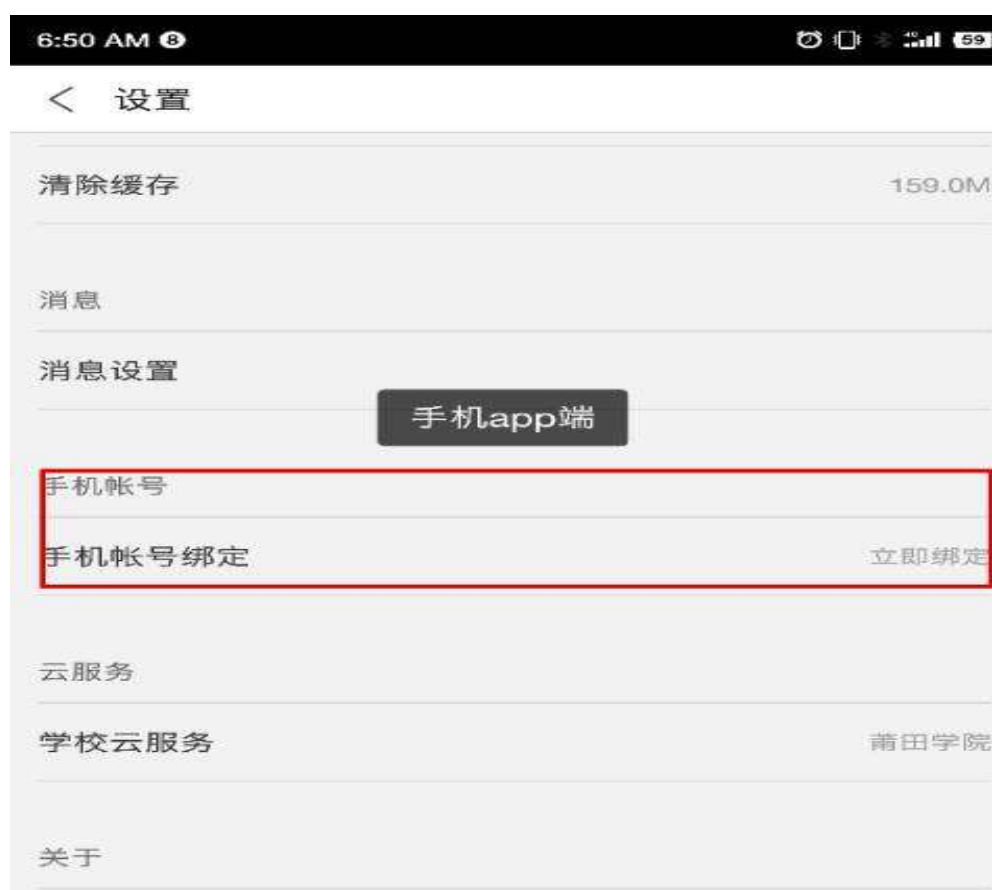 6:50 AM 8
59
设置
清除缓存 159.0M
消息
消息设置
手机app端
手机帐号
手机帐号绑定 立即绑定
云服务
学校云服务 莆田学院
关于